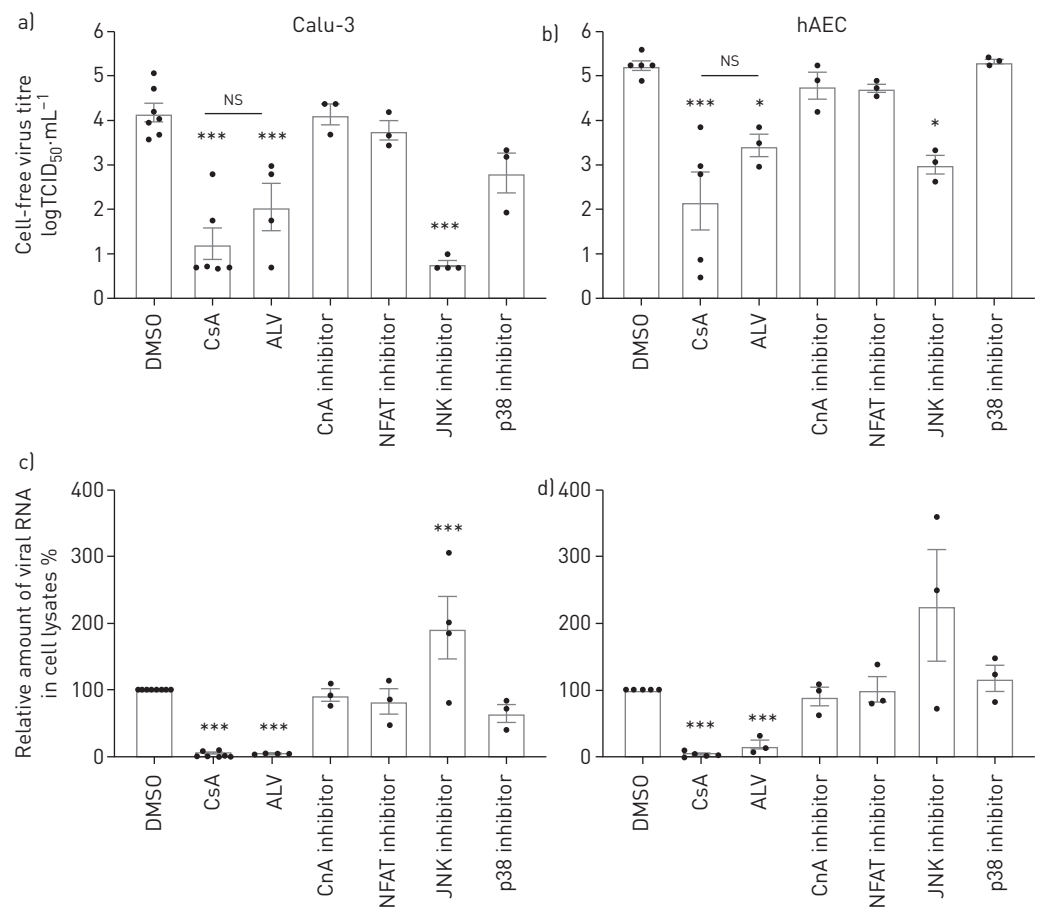 a)
Calu-3
Cell-free virus titre
logTCID50·mL−1
6
5
4
3
2
1
0
NS
***
***
***
DMSO
CsA
ALV
CnA inhibitor
NFAT inhibitor
JNK inhibitor
p38 inhibitor
b)
hAEC
6
5
4
3
2
1
0
NS
***
*
*
DMSO
CsA
ALV
CnA inhibitor
NFAT inhibitor
JNK inhibitor
p38 inhibitor
c)
Relative amount of viral RNA
in cell lysates %
400
300
200
100
0
***
***
***
DMSO
CsA
ALV
CnA inhibitor
NFAT inhibitor
JNK inhibitor
p38 inhibitor
d)
400
300
200
100
0
***
***
DMSO
CsA
ALV
CnA inhibitor
NFAT inhibitor
JNK inhibitor
p38 inhibitor